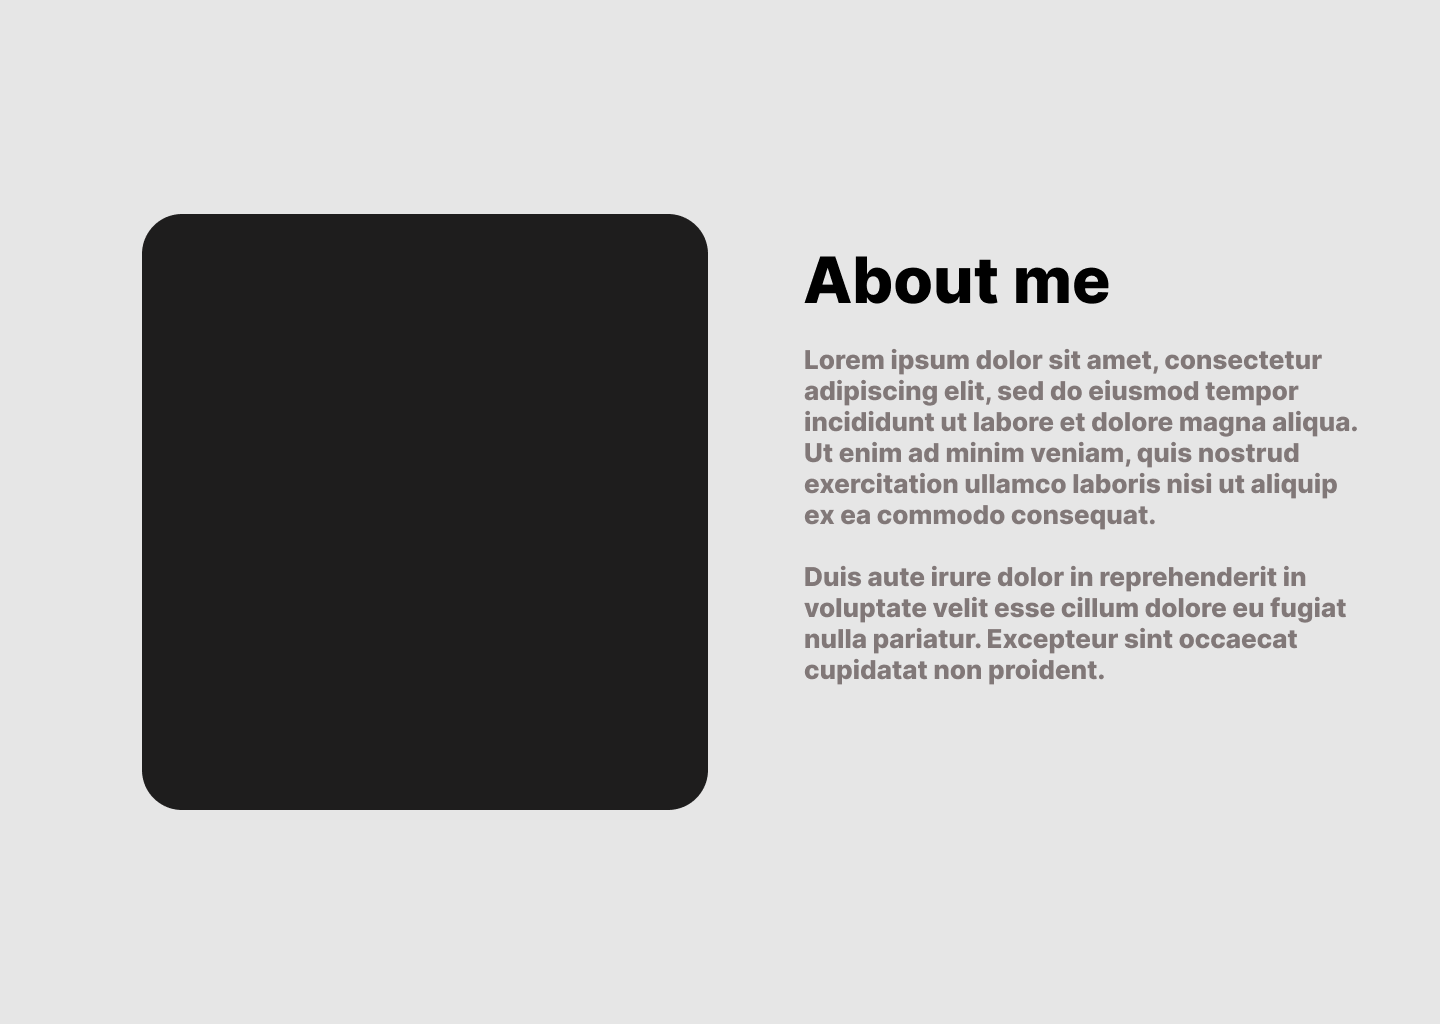 About me
Lorem ipsum dolor sit amet, consectetur
adipiscing elit, sed do eiusmod tempor
incididunt ut labore et dolore magna aliqua.
Ut enim ad minim veniam, quis nostrud
exercitation ullamco laboris nisi ut aliquip
ex ea commodo consequat.
Duis aute irure dolor in reprehenderit in
voluptate velit esse cillum dolore eu fugiat
nulla pariatur. Excepteur sint occaecat
cupidatat non proident.